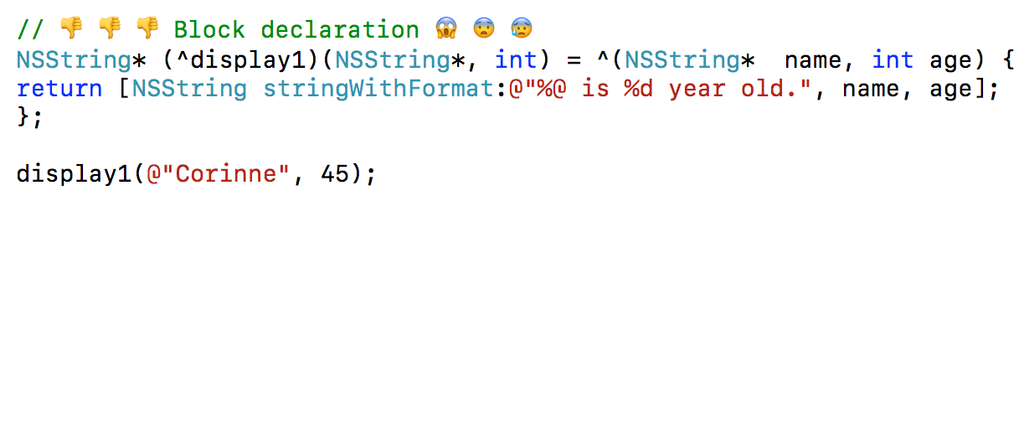 // 👎 👎 👎 Block declaration 😱 😨 😰
NSString* (^display1)(NSString*, int) = ^(NSString*  name, int age) {
return [NSString stringWithFormat:@"%@ is %d year old.", name, age];
};
display1(@"Corinne", 45);